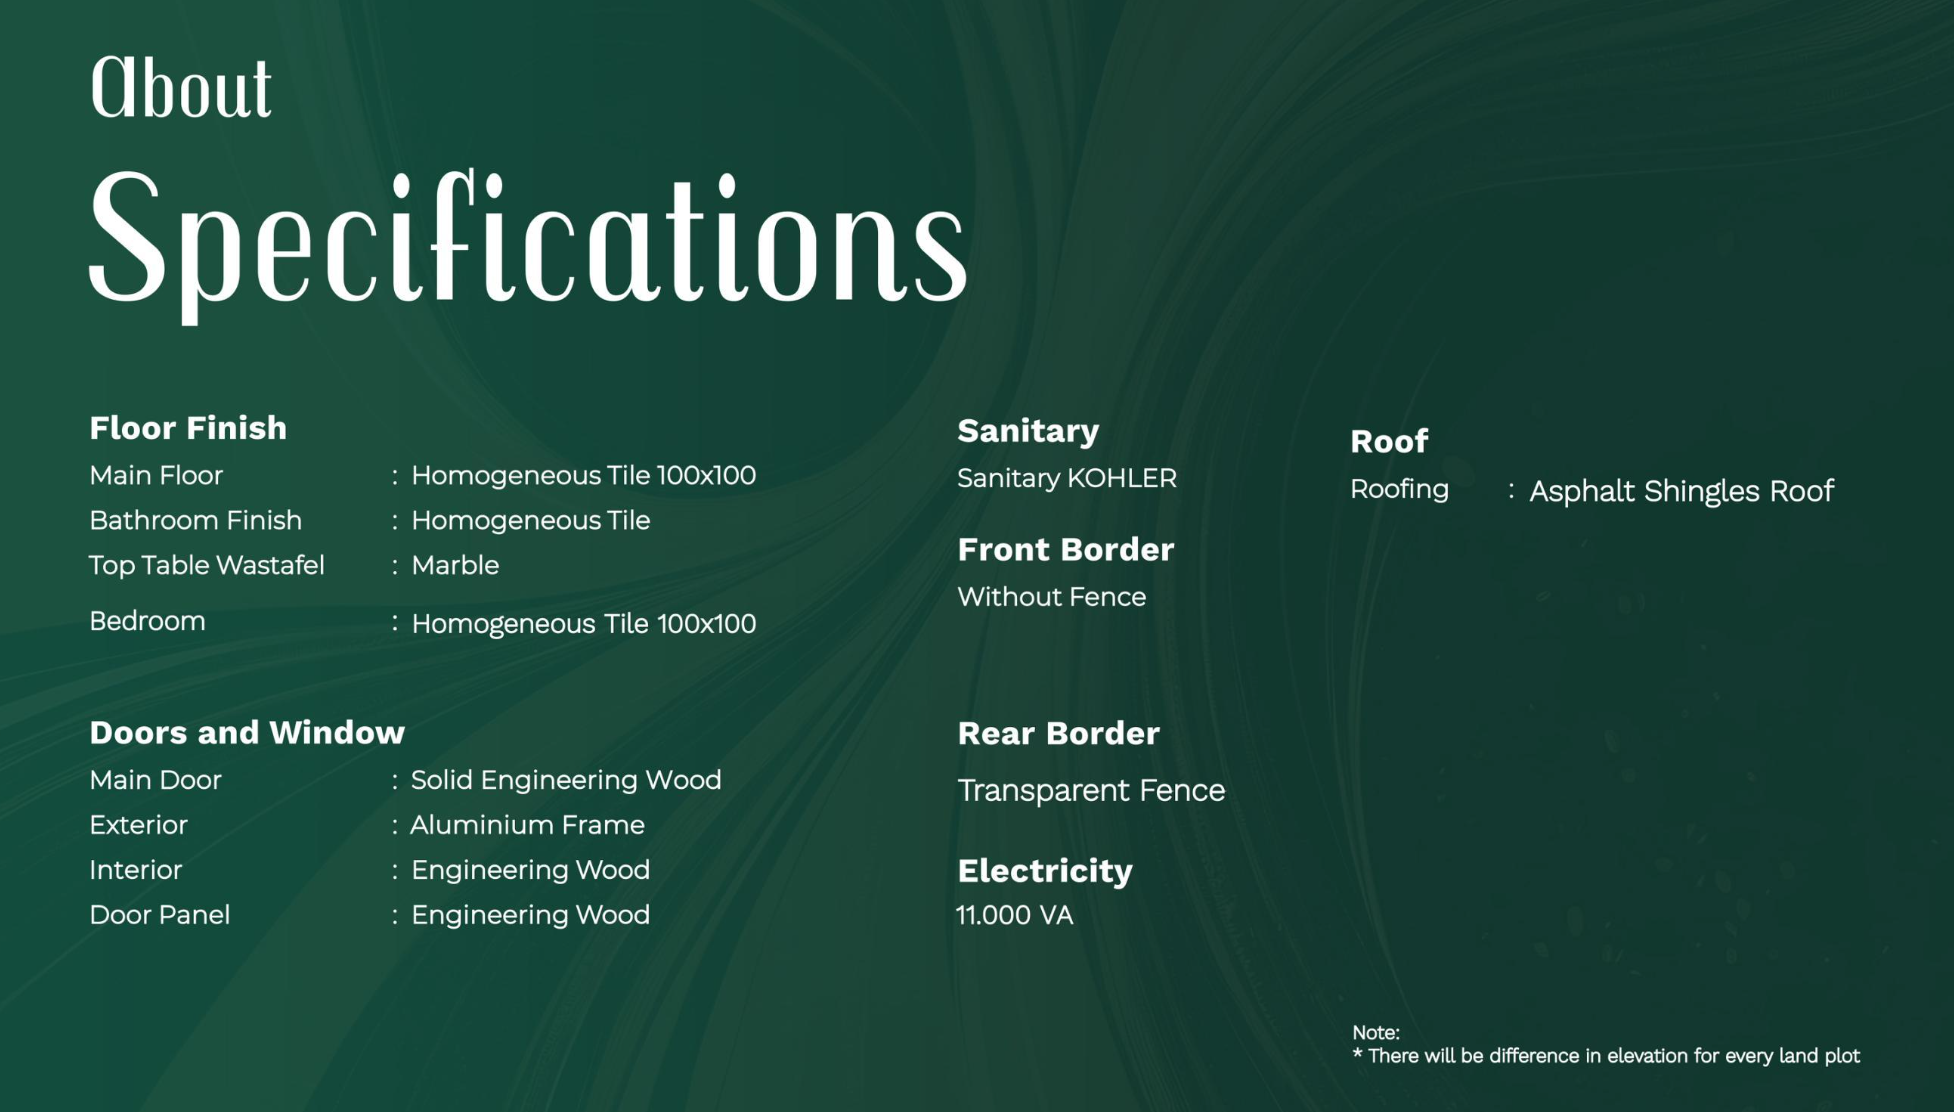 About
Specifications
Floor Finish
Main Floor : Homogeneous Tile 100x100
Bathroom Finish : Homogeneous Tile
Top Table Wastafel : Marble
Bedroom : Homogeneous Tile 100x100
Doors and Window
Main Door : Solid Engineering Wood
Exterior : Aluminium Frame
Interior : Engineering Wood
Door Panel : Engineering Wood
Sanitary
Sanitary KOHLER
Front Border
Without Fence
Rear Border
Transparent Fence
Electricity
11.000 VA
Roof
Roofing : Asphalt Shingles Roof
Note:
* There will be difference in elevation for every land plot